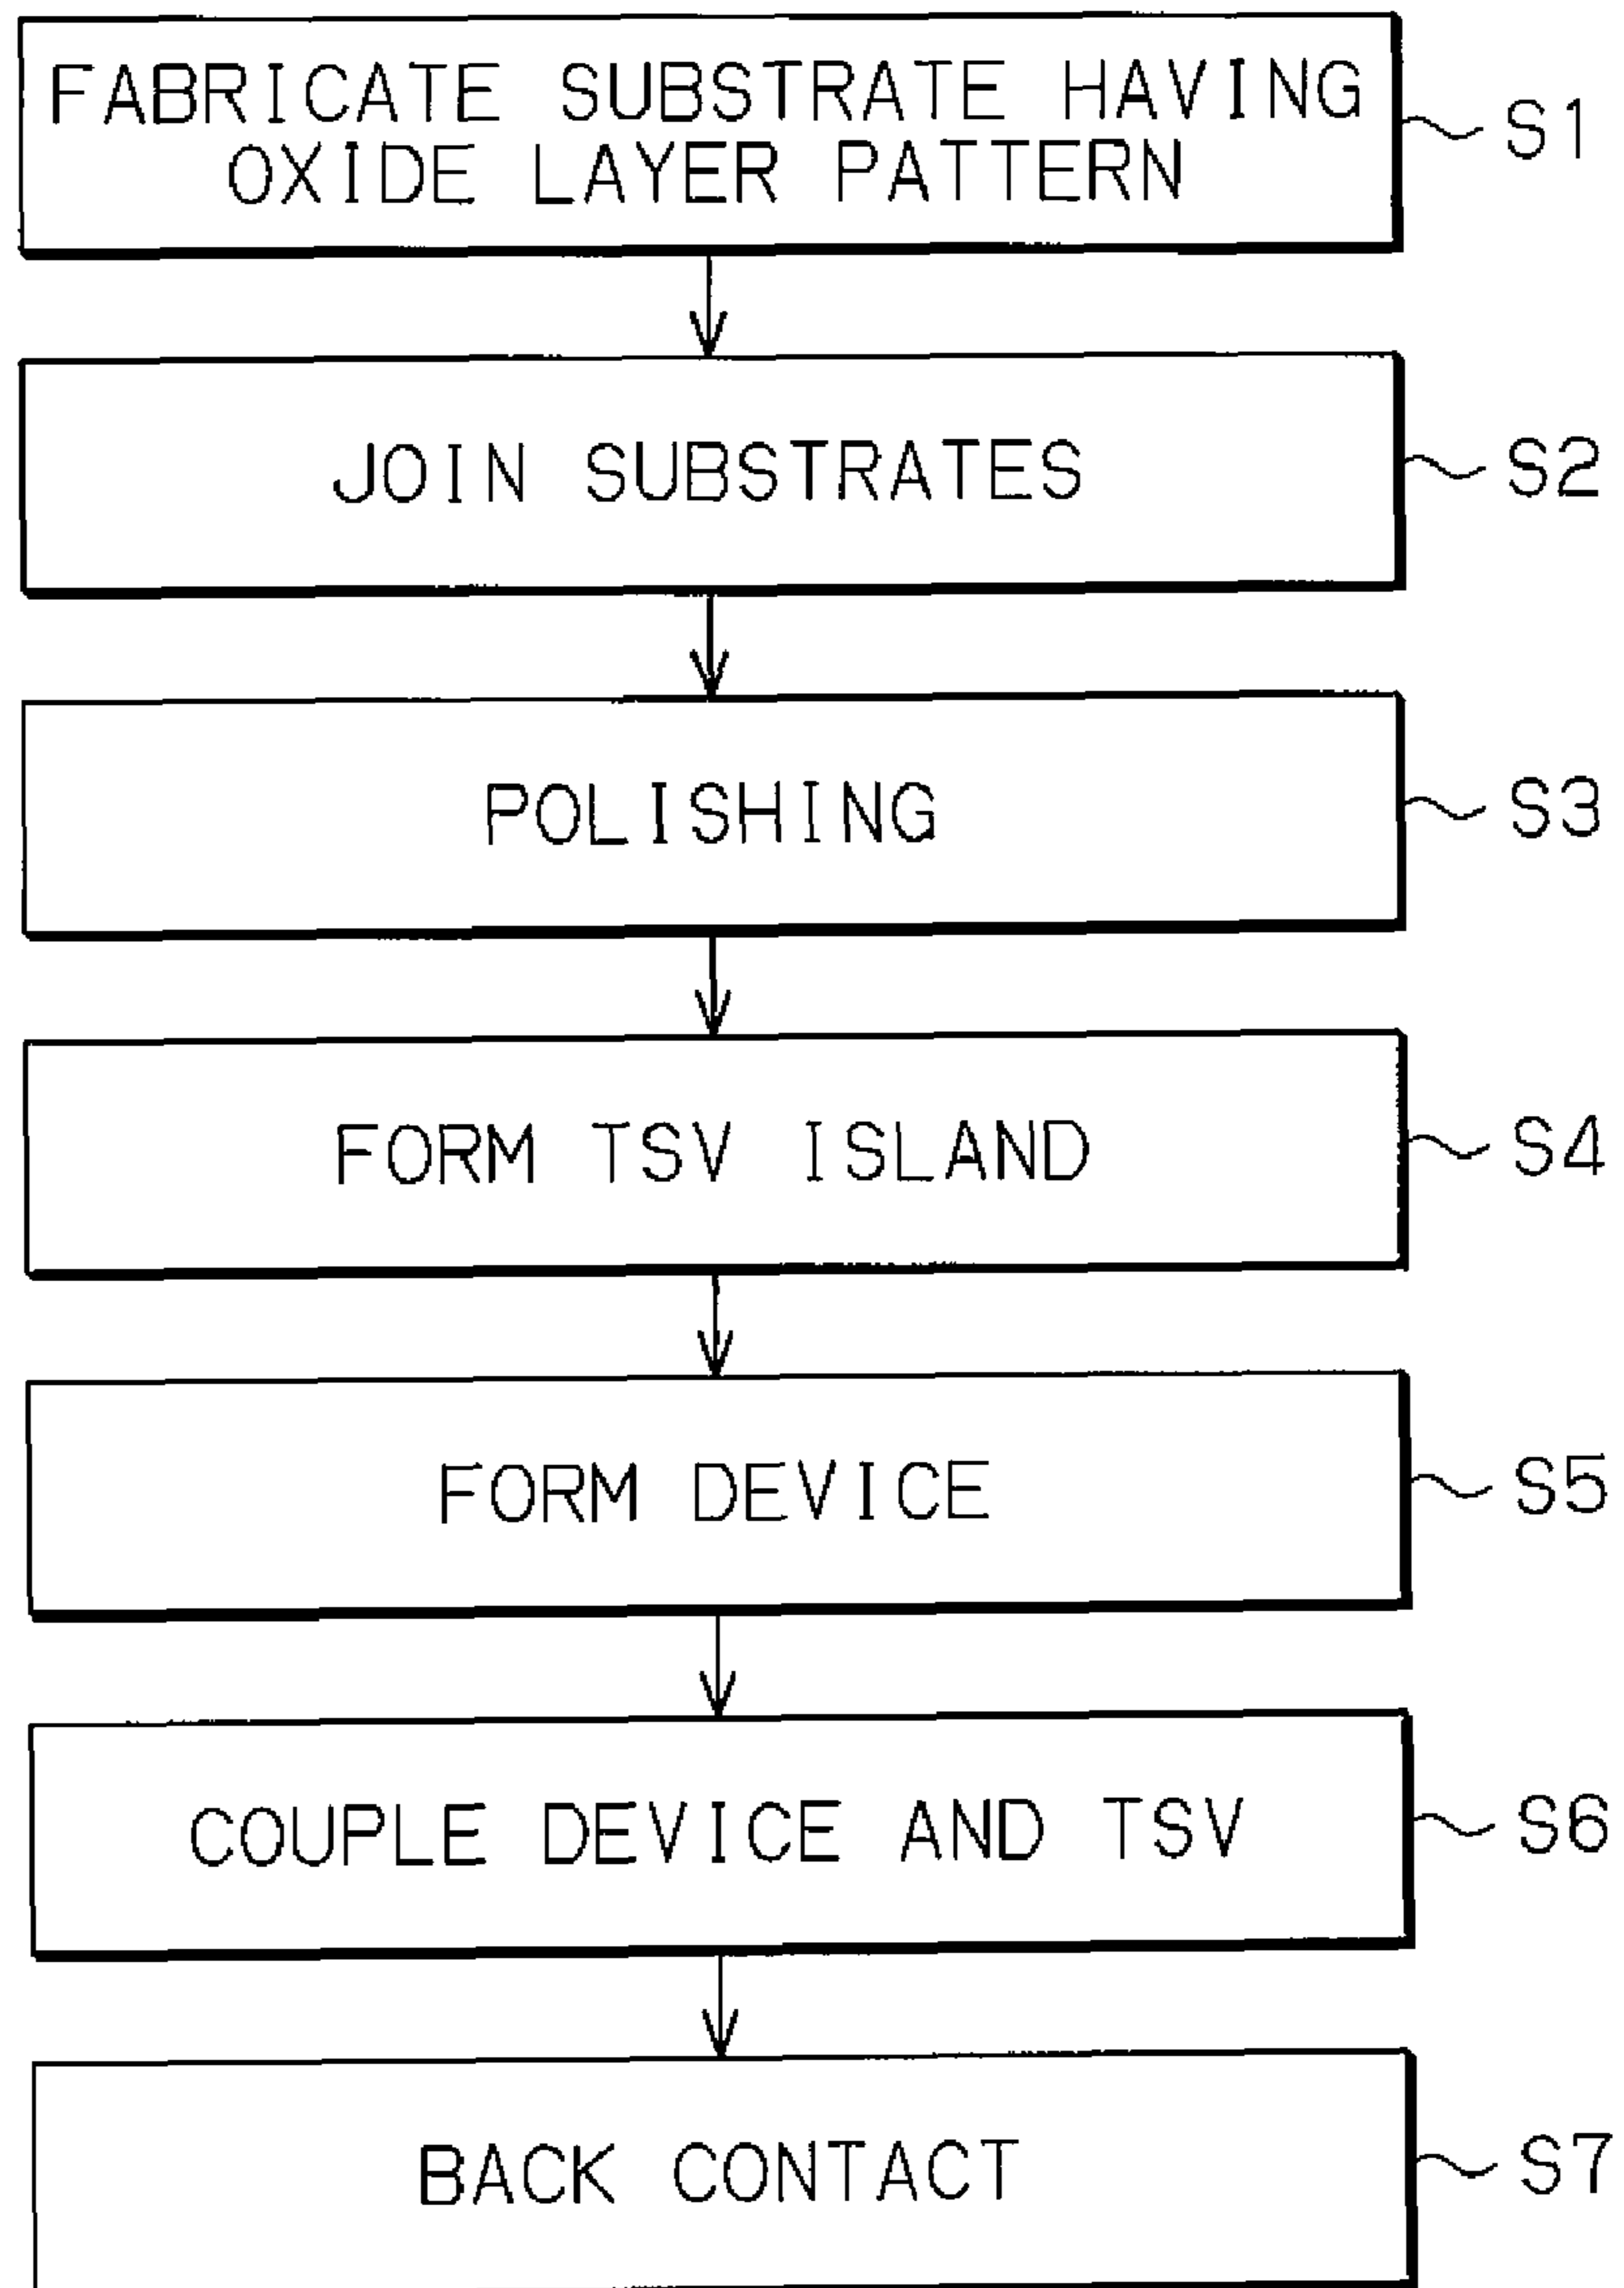 FABRICATE SUBSTRATE HAVING
OXIDE LAYER PATTERN
S1
JOIN SUBSTRATES
S2
POLISHING
S3
FORM TSV ISLAND
S4
FORM DEVICE
S5
COUPLE DEVICE AND TSV
S6
BACK CONTACT
S7